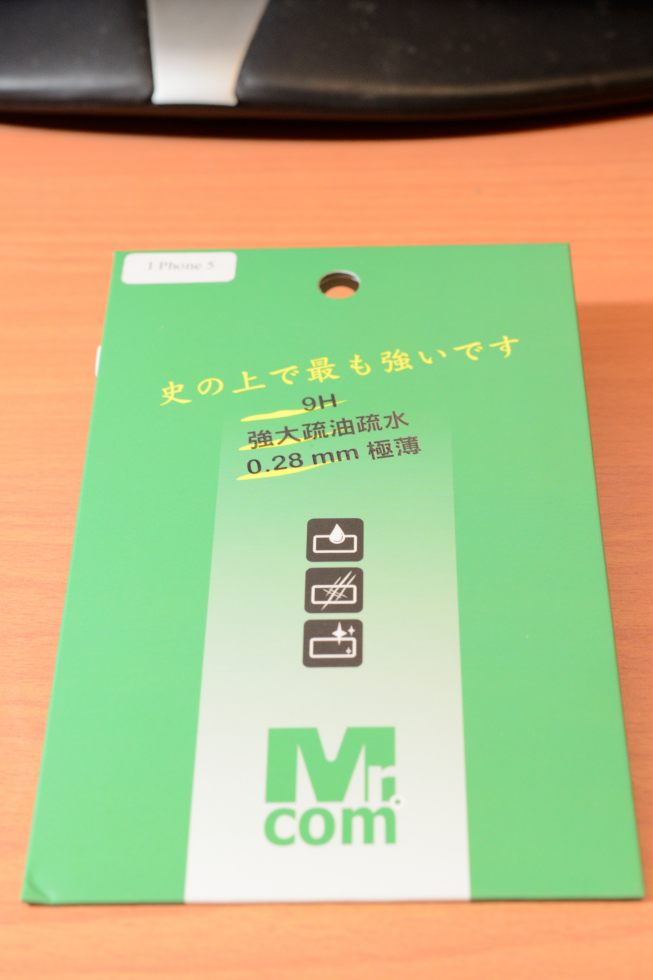 I Phone 5
史の上で最も強いです
9H
強大疏油疏水
0.28 mm 極薄
Mr.
com